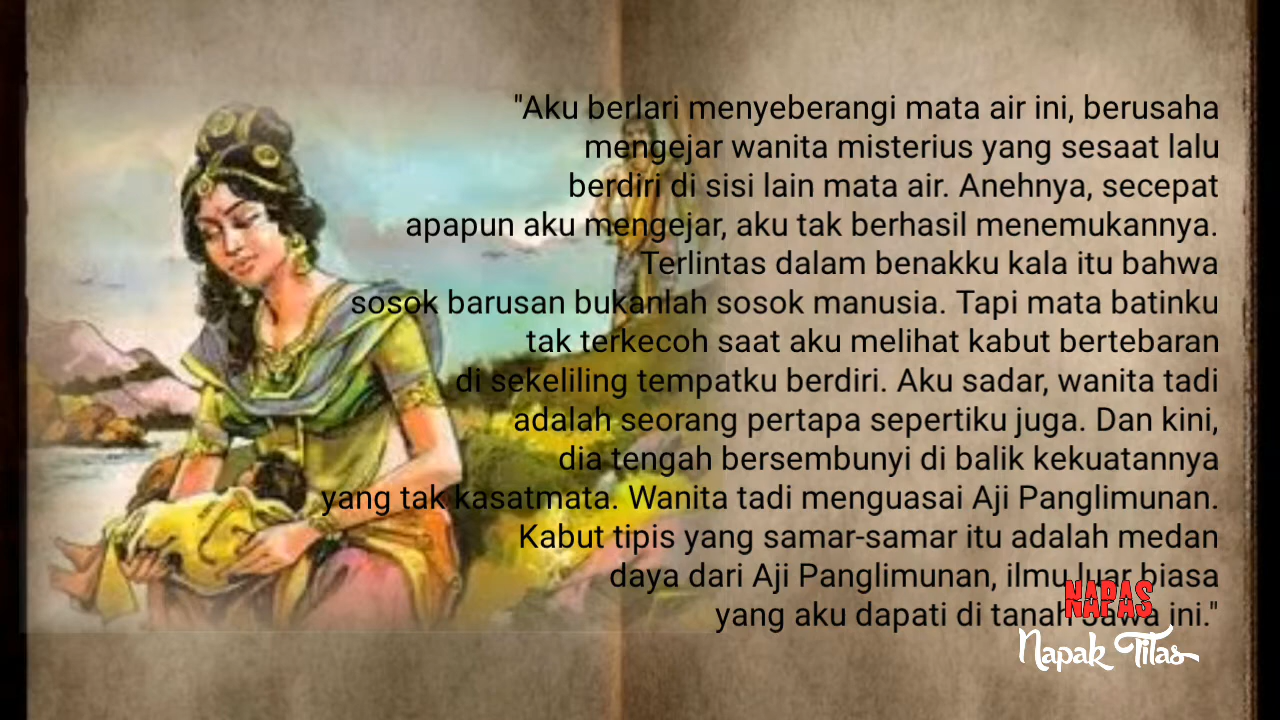 "Aku berlari menyeberangi mata air ini, berusaha
mengejar wanita misterius yang sesaat lalu
berdiri di sisi lain mata air. Anehnya, secepat
apapun aku mengejar, aku tak berhasil menemukannya.
Terlintas dalam benakku kala itu bahwa
sosok barusan bukanlah sosok manusia. Tapi mata batinku
tak terkecoh saat aku melihat kabut bertebaran
di sekeliling tempatku berdiri. Aku sadar, wanita tadi
adalah seorang pertapa sepertiku juga. Dan kini,
dia tengah bersembunyi di balik kekuatannya
yang tak kasatmata. Wanita tadi menguasai Aji Panglimunan.
Kabut tipis yang samar-samar itu adalah medan
daya dari Aji Panglimunan, ilmu luar biasa
yang aku dapati di tanah Jawa ini."
NAPAS
Napak Tilas